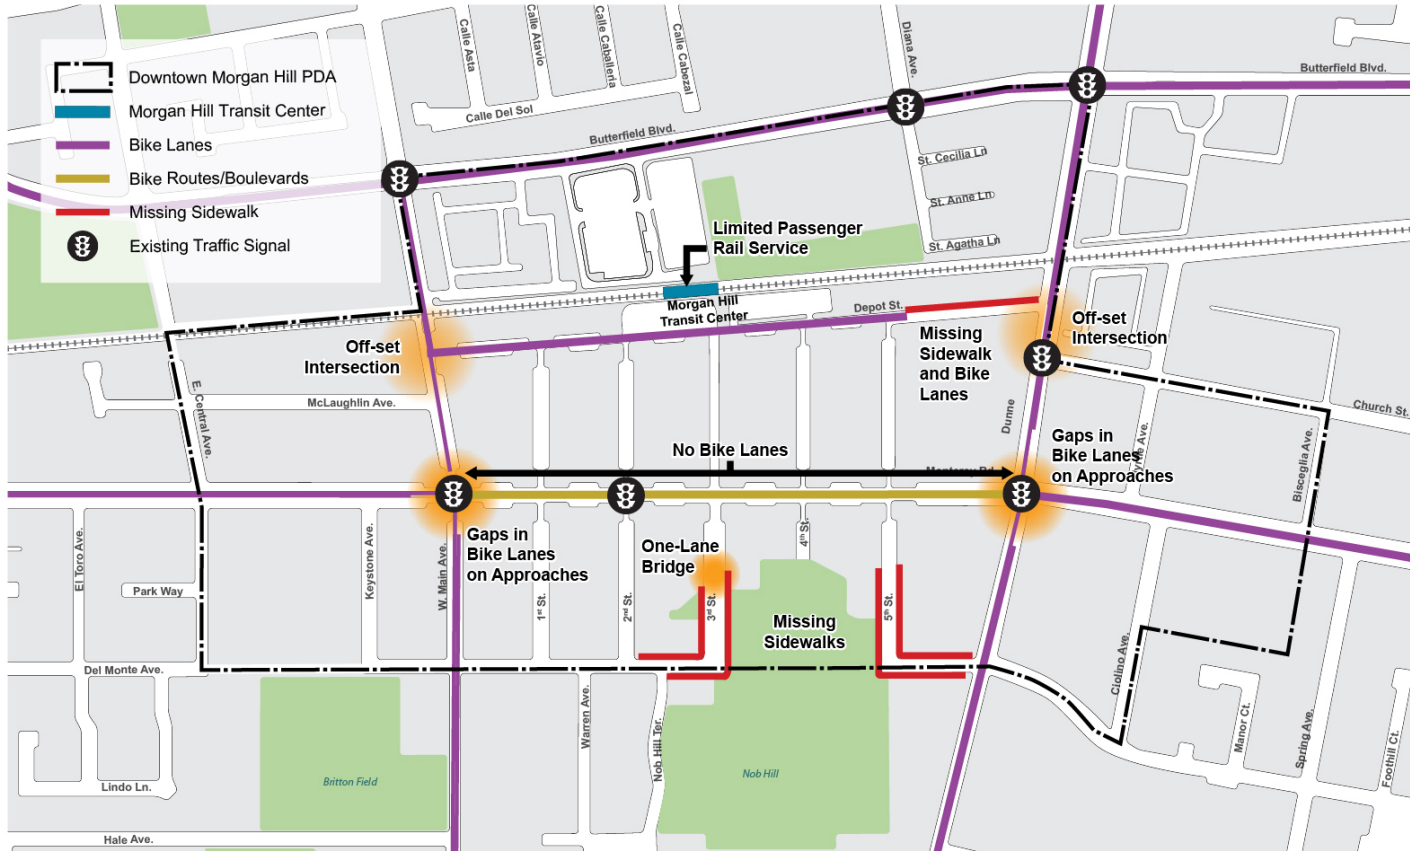 Downtown Morgan Hill PDA
Morgan Hill Transit Center
Bike Lanes
Bike Routes/Boulevards
Missing Sidewalk
Existing Traffic Signal
Calle Asta
Calle Atavio
Calle Caballeria
Calle Cabezal
Calle Del Sol
Diana Ave.
Butterfield Blvd.
Butterfield Blvd.
St. Cecilia Ln
St. Anne Ln
St. Agatha Ln
Limited Passenger
Rail Service
Morgan Hill
Transit Center
Depot St.
Off-set
Intersection
Off-set
Intersection
Missing
Sidewalk
and Bike
Lanes
E. Central Ave.
McLaughlin Ave.
Dunne
Church St.
No Bike Lanes
Monterey Rd.
Gaps in
Bike Lanes
on Approaches
Ave.
Bisceglia Ave.
Gaps in
Bike Lanes
on Approaches
One-Lane
Bridge
4th St.
El Toro Ave.
Park Way
Keystone Ave.
W. Main Ave.
1st St.
2nd St.
3rd St.
5th St.
Missing
Sidewalks
Del Monte Ave.
Ciolino Ave.
Warren Ave.
Nob Hill Ter.
Manor Ct.
Spring Ave.
Foothill Ct.
Britton Field
Nob Hill
Lindo Ln.
Hale Ave.